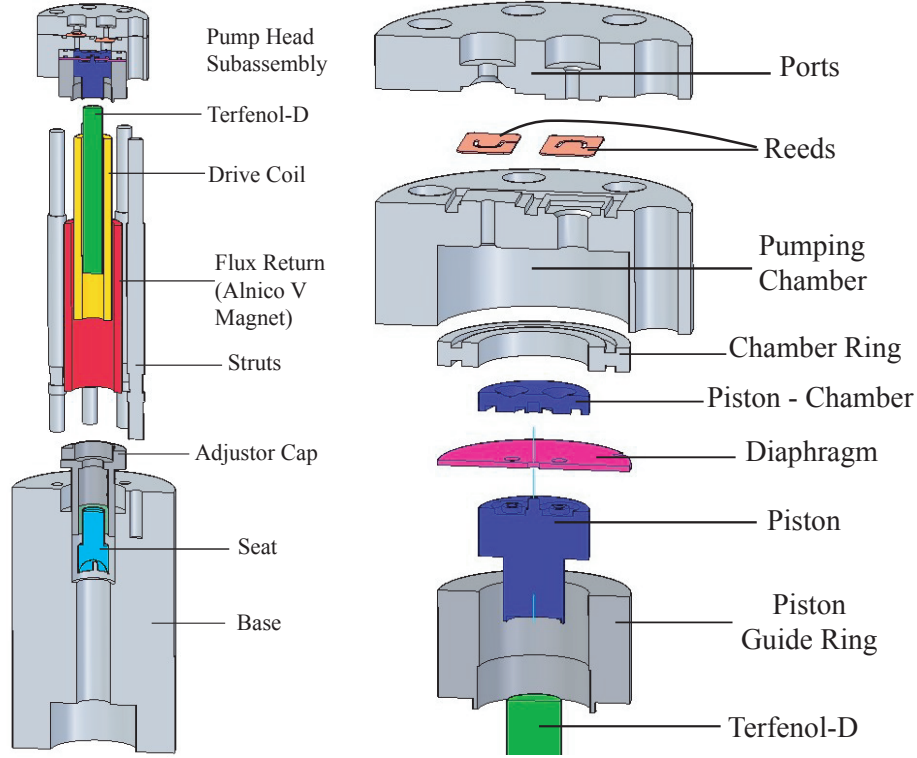 Pump Head
Subassembly
Terfenol-D
Drive Coil
Flux Return
(Alnico V
Magnet)
Struts
Adjustor Cap
Seat
Base
Ports
Reeds
Pumping
Chamber
Chamber Ring
Piston - Chamber
Diaphragm
Piston
Piston
Guide Ring
Terfenol-D